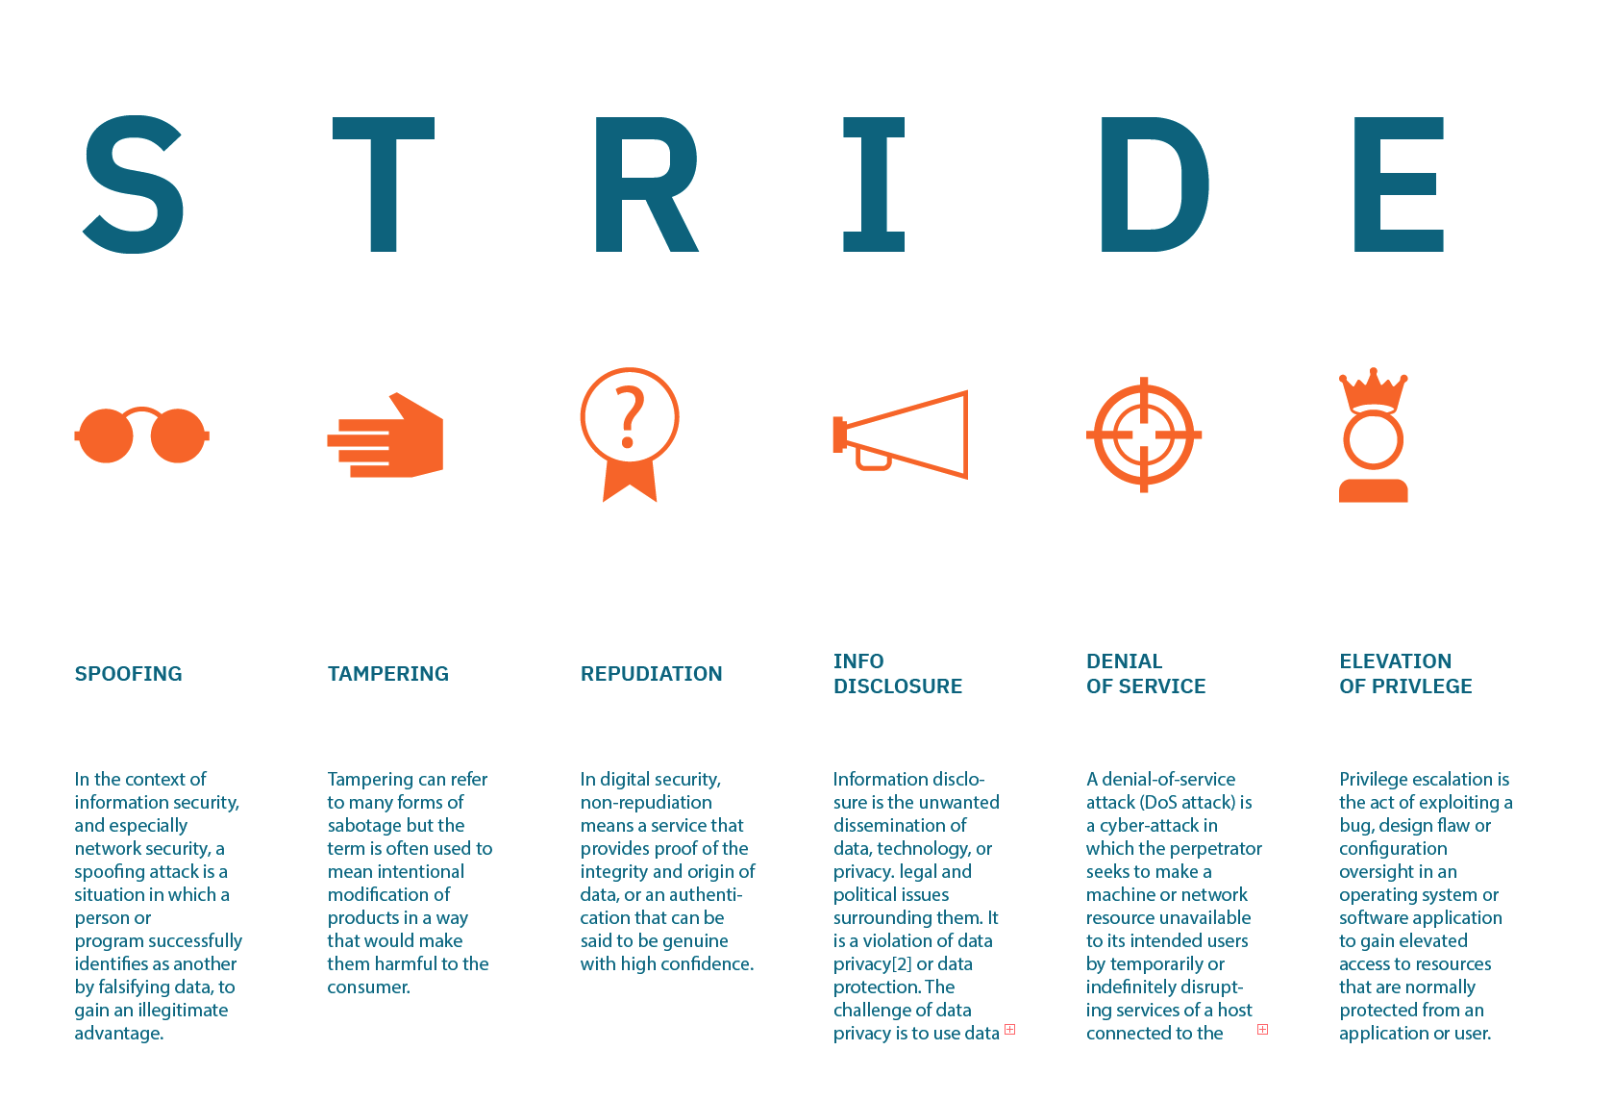 S T R I D E
?
SPOOFING
TAMPERING
REPUDIATION
INFO
DISCLOSURE
DENIAL
OF SERVICE
ELEVATION
OF PRIVLEGE
In the context of
information security,
and especially
network security, a
spoofing attack is a
situation in which a
person or
program successfully
identifies as another
by falsifying data, to
gain an illegitimate
advantage.
Tampering can refer
to many forms of
sabotage but the
term is often used to
mean intentional
modification of
products in a way
that would make
them harmful to the
consumer.
In digital security,
non-repudiation
means a service that
provides proof of the
integrity and origin of
data, or an authenti-
cation that can be
said to be genuine
with high confidence.
Information disclo-
sure is the unwanted
dissemination of
data, technology, or
privacy. legal and
political issues
surrounding them. It
is a violation of data
privacy[2] or data
protection. The
challenge of data
privacy is to use data
A denial-of-service
attack (DoS attack) is
a cyber-attack in
which the perpetrator
seeks to make a
machine or network
resource unavailable
to its intended users
by temporarily or
indefinitely disrupt-
ing services of a host
connected to the
Privilege escalation is
the act of exploiting a
bug, design flaw or
configuration
oversight in an
operating system or
software application
to gain elevated
access to resources
that are normally
protected from an
application or user.